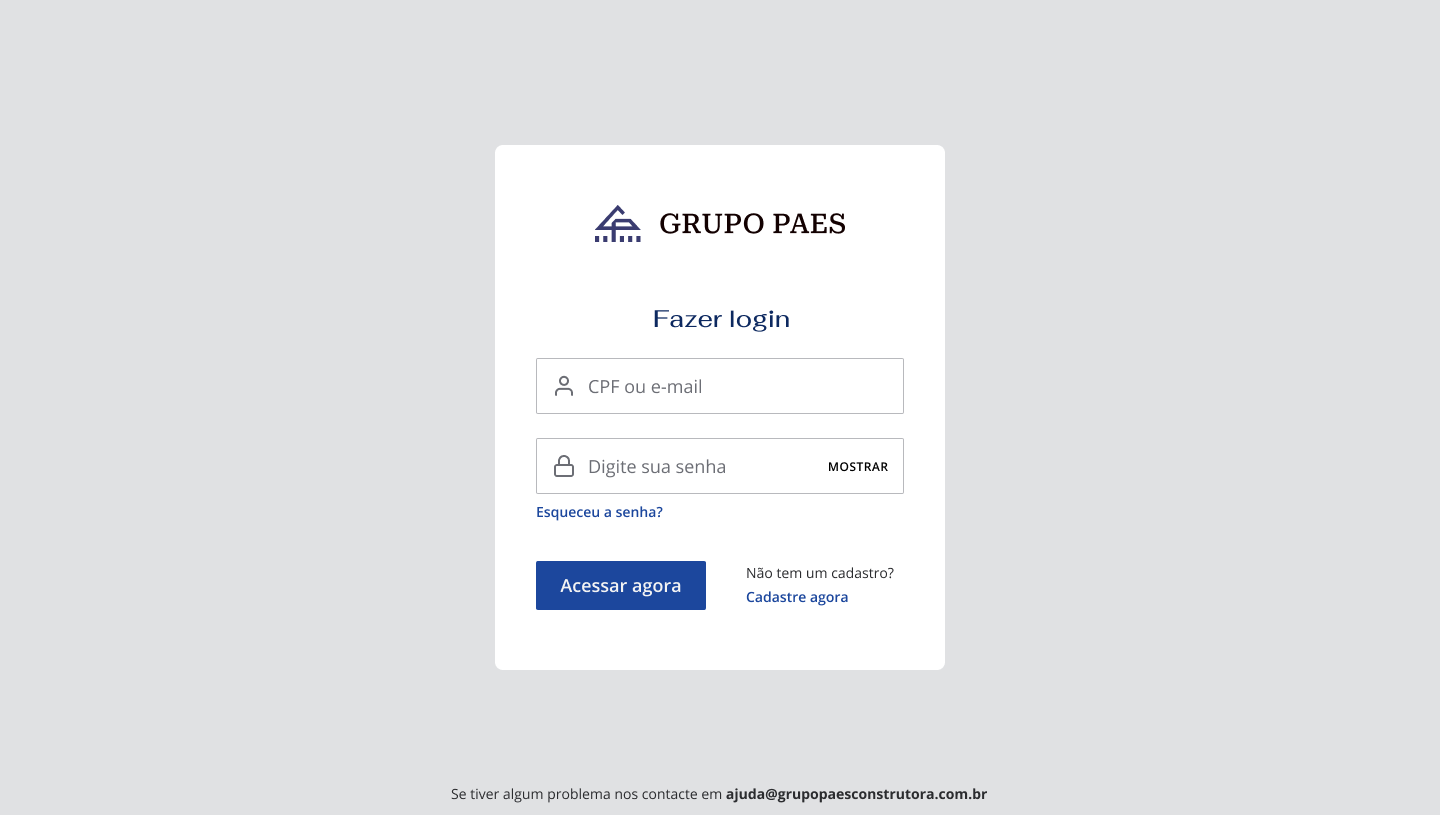 GRUPO PAES
Fazer login
CPF ou e-mail
Digite sua senha MOSTRAR
Esqueceu a senha?
Acessar agora
Não tem um cadastro?
Cadastre agora
Se tiver algum problema nos contacte em ajuda@grupopaesconstrutora.com.br